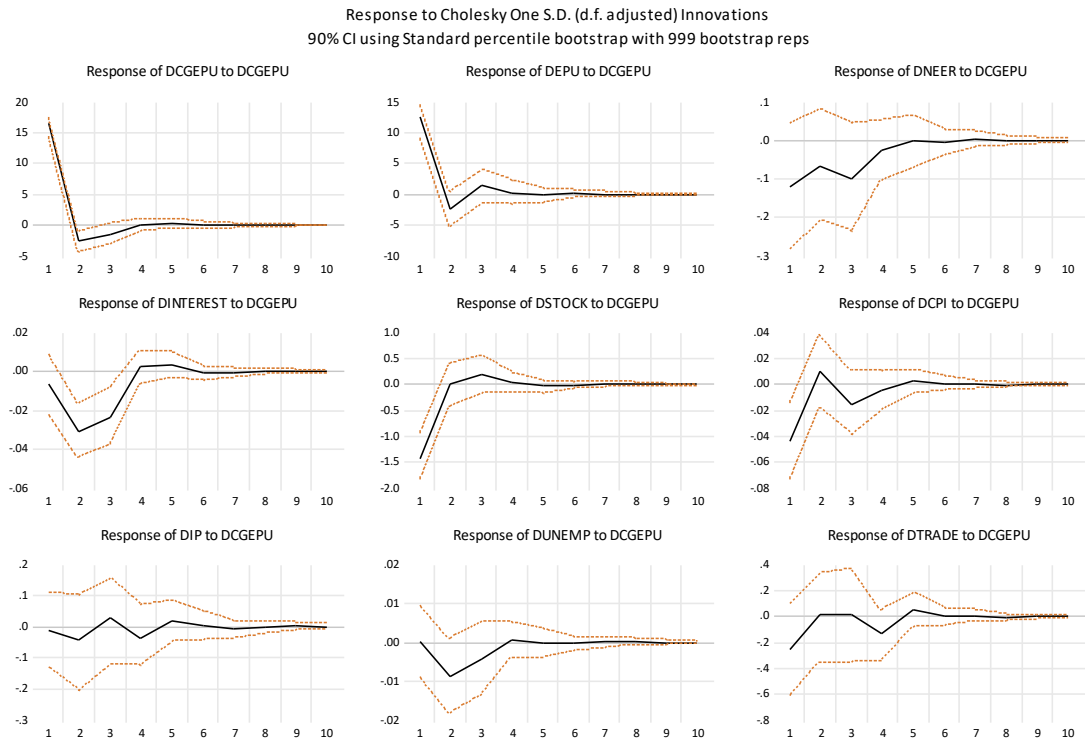 Response to Cholesky One S.D. (d.f. adjusted) Innovations
90% CI using Standard percentile bootstrap with 999 bootstrap reps
Response of DCGEPU to DCGEPU
20
15
10
5
0
-5
1 2 3 4 5 6 7 8 9 10
Response of DEPU to DCGEPU
15
10
5
0
-5
-10
1 2 3 4 5 6 7 8 9 10
Response of DNEER to DCGEPU
.1
.0
-.1
-.2
-.3
1 2 3 4 5 6 7 8 9 10
Response of DINTEREST to DCGEPU
.02
.00
-.02
-.04
-.06
1 2 3 4 5 6 7 8 9 10
Response of DSTOCK to DCGEPU
1.0
0.5
0.0
-0.5
-1.0
-1.5
-2.0
1 2 3 4 5 6 7 8 9 10
Response of DCPI to DCGEPU
.04
.02
.00
-.02
-.04
-.06
-.08
1 2 3 4 5 6 7 8 9 10
Response of DIP to DCGEPU
.2
.1
.0
-.1
-.2
-.3
1 2 3 4 5 6 7 8 9 10
Response of DUNEMP to DCGEPU
.02
.01
.00
-.01
-.02
1 2 3 4 5 6 7 8 9 10
Response of DTRADE to DCGEPU
.4
.2
.0
-.2
-.4
-.6
-.8
1 2 3 4 5 6 7 8 9 10